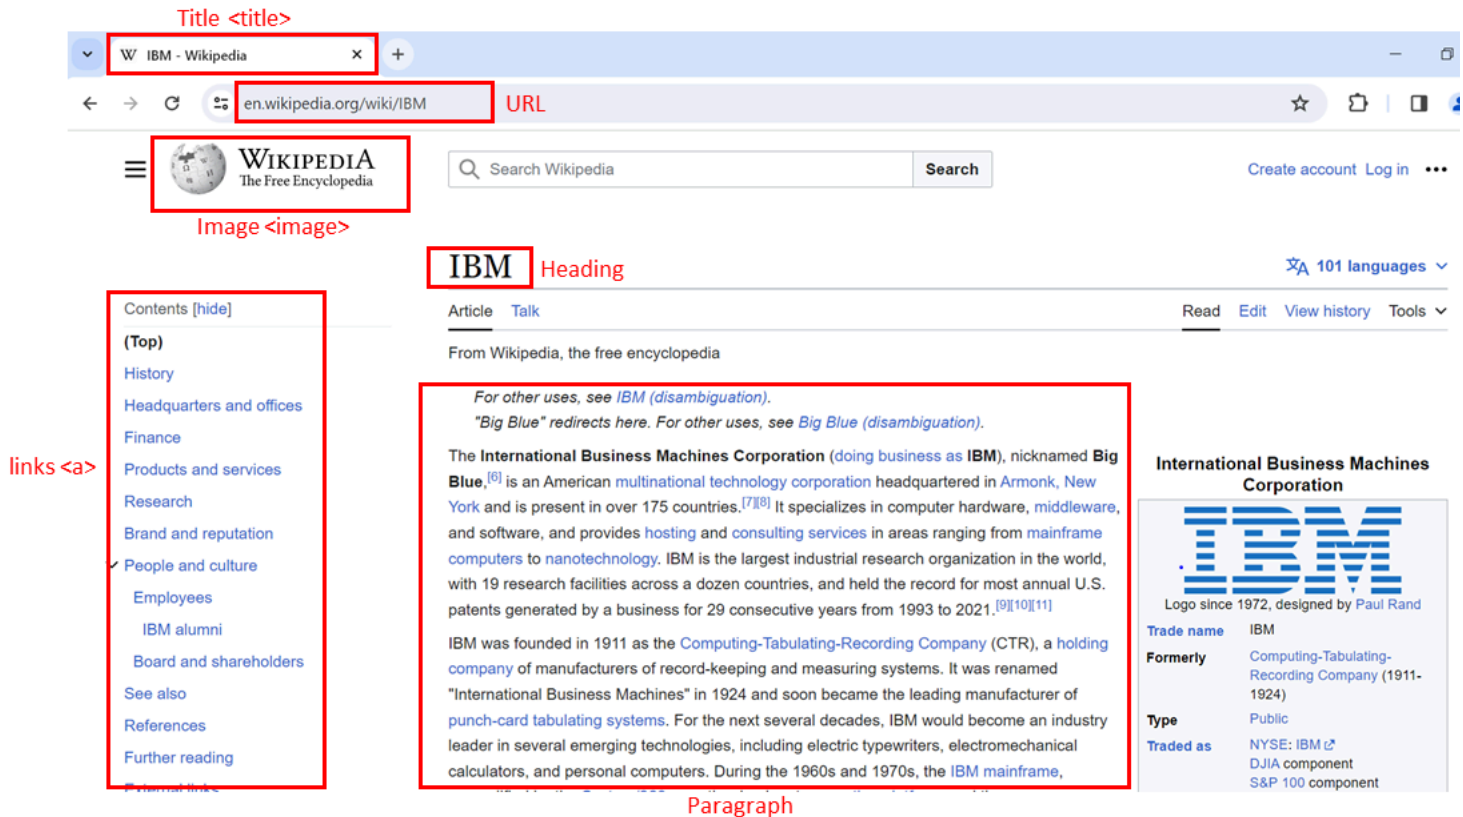 Title <title>
W IBM - Wikipedia
en.wikipedia.org/wiki/IBM
URL
WIKIPEDIA
The Free Encyclopedia
Search Wikipedia
Search
Create account Log in
Image <image>
IBM
Heading
101 languages
Contents [hide]
(Top)
History
Headquarters and offices
Finance
Products and services
Research
Brand and reputation
People and culture
Employees
IBM alumni
Board and shareholders
See also
References
Further reading
External links
links <a>
Article Talk
Read Edit View history Tools
From Wikipedia, the free encyclopedia
For other uses, see IBM (disambiguation).
"Big Blue" redirects here. For other uses, see Big Blue (disambiguation).
The International Business Machines Corporation (doing business as IBM), nicknamed Big
Blue,[6] is an American multinational technology corporation headquartered in Armonk, New
York and is present in over 175 countries.[7][8] It specializes in computer hardware, middleware,
and software, and provides hosting and consulting services in areas ranging from mainframe
computers to nanotechnology. IBM is the largest industrial research organization in the world,
with 19 research facilities across a dozen countries, and held the record for most annual U.S.
patents generated by a business for 29 consecutive years from 1993 to 2021.[9][10][11]
IBM was founded in 1911 as the Computing-Tabulating-Recording Company (CTR), a holding
company of manufacturers of record-keeping and measuring systems. It was renamed
"International Business Machines" in 1924 and soon became the leading manufacturer of
punch-card tabulating systems. For the next several decades, IBM would become an industry
leader in several emerging technologies, including electric typewriters, electromechanical
calculators, and personal computers. During the 1960s and 1970s, the IBM mainframe,
Paragraph
International Business Machines
Corporation
IBM
Logo since 1972, designed by Paul Rand
Trade name IBM
Formerly Computing-Tabulating-
Recording Company (1911-
1924)
Type Public
Traded as NYSE: IBM
DJIA component
S&P 100 component